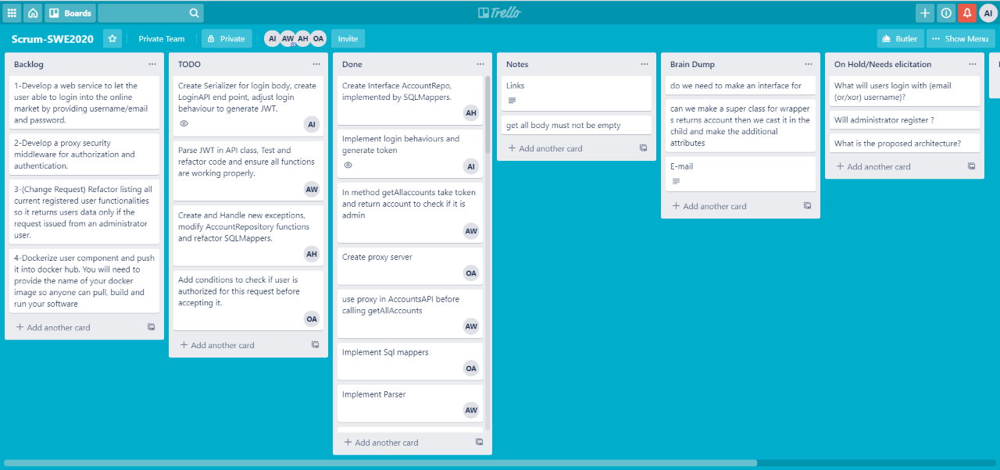 Boards
Trello
AI
Scrum-SWE2020
Private Team
Private
AI AW AH OA
Invite
Butler
Show Menu
Backlog
1-Develop a web service to let the
user able to login into the online
market by providing username/email
and password.
2-Develop a proxy security
middleware for authorization and
authentication.
3-(Change Request) Refactor listing all
current registered user functionalities
so it returns users data only if the
request issued from an administrator
user.
4-Dockerize user component and push
it into docker hub. You will need to
provide the name of your docker
image so anyone can pull, build and
run your software
+ Add another card
TODO
Create Serializer for login body, create
LoginAPI end point, adjust login
behaviour to generate JWT.
AI
Parse JWT in API class, Test and
refactor code and ensure all functions
are working properly.
AW
Create and Handle new exceptions,
modify AccountRepository functions
and refactor SQLMappers.
AH
Add conditions to check if user is
authorized for this request before
accepting it.
OA
+ Add another card
Done
Create Interface AccountRepo,
implemented by SQLMappers.
AH
Implement login behaviours and
generate token
AI
In method getAllaccounts take token
and return account to check if it is
admin
AW
Create proxy server
OA
use proxy in AccountsAPI before
calling getAllAccounts
AW
Implement Sql mappers
OA
Implement Parser
AW
+ Add another card
Notes
Links
get all body must not be empty
+ Add another card
Brain Dump
do we need to make an interface for
can we make a super class for wrapper
s returns account then we cast it in the
child and make the additional
attributes
E-mail
+ Add another card
On Hold/Needs elicitation
What will users login with (email
(or/xor) username)?
Will administrator register ?
What is the proposed architecture?
+ Add another card